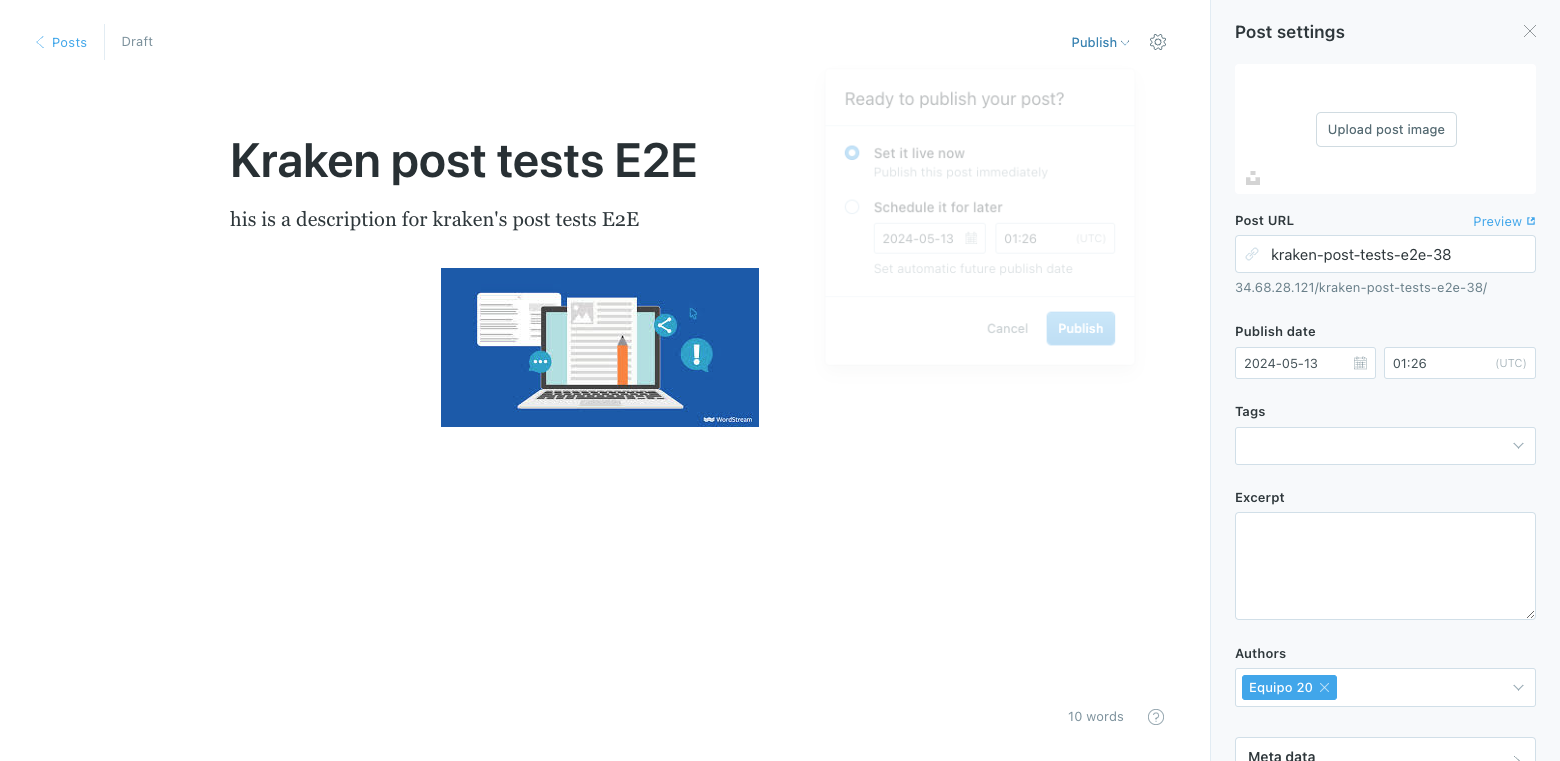 Posts
Draft
Publish
Kraken post tests E2E
his is a description for kraken's post tests E2E
WordStream
Ready to publish your post?
Set it live now
Publish this post immediately
Schedule it for later
2024-05-13 01:26 (UTC)
Set automatic future publish date
Cancel Publish
10 words
Post settings
Upload post image
Post URL Preview
kraken-post-tests-e2e-38
34.68.28.121/kraken-post-tests-e2e-38/
Publish date
2024-05-13 01:26 (UTC)
Tags
Excerpt
Authors
Equipo 20
Meta data